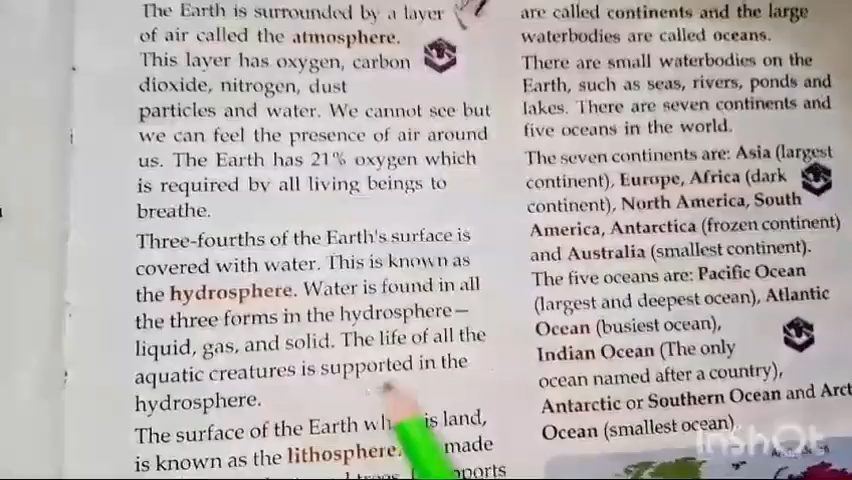 The Earth is surrounded by a layer
of air called the atmosphere.
This layer has oxygen, carbon
dioxide, nitrogen, dust
particles and water. We cannot see but
we can feel the presence of air around
us. The Earth has 21% oxygen which
is required by all living beings to
breathe.
Three-fourths of the Earth's surface is
covered with water. This is known as
the hydrosphere. Water is found in all
the three forms in the hydrosphere—
liquid, gas, and solid. The life of all the
aquatic creatures is supported in the
hydrosphere.
The surface of the Earth is land,
is known as the lithosphere. made
are called continents and the large
waterbodies are called oceans.
There are small waterbodies on the
Earth, such as seas, rivers, ponds and
lakes. There are seven continents and
five oceans in the world.
The seven continents are: Asia (largest
continent), Europe, Africa (dark
continent), North America, South
America, Antarctica (frozen continent)
and Australia (smallest continent).
The five oceans are: Pacific Ocean
(largest and deepest ocean), Atlantic
Ocean (busiest ocean),
Indian Ocean (The only
ocean named after a country),
Antarctic or Southern Ocean and Arct
Ocean (smallest ocean).
InShOt